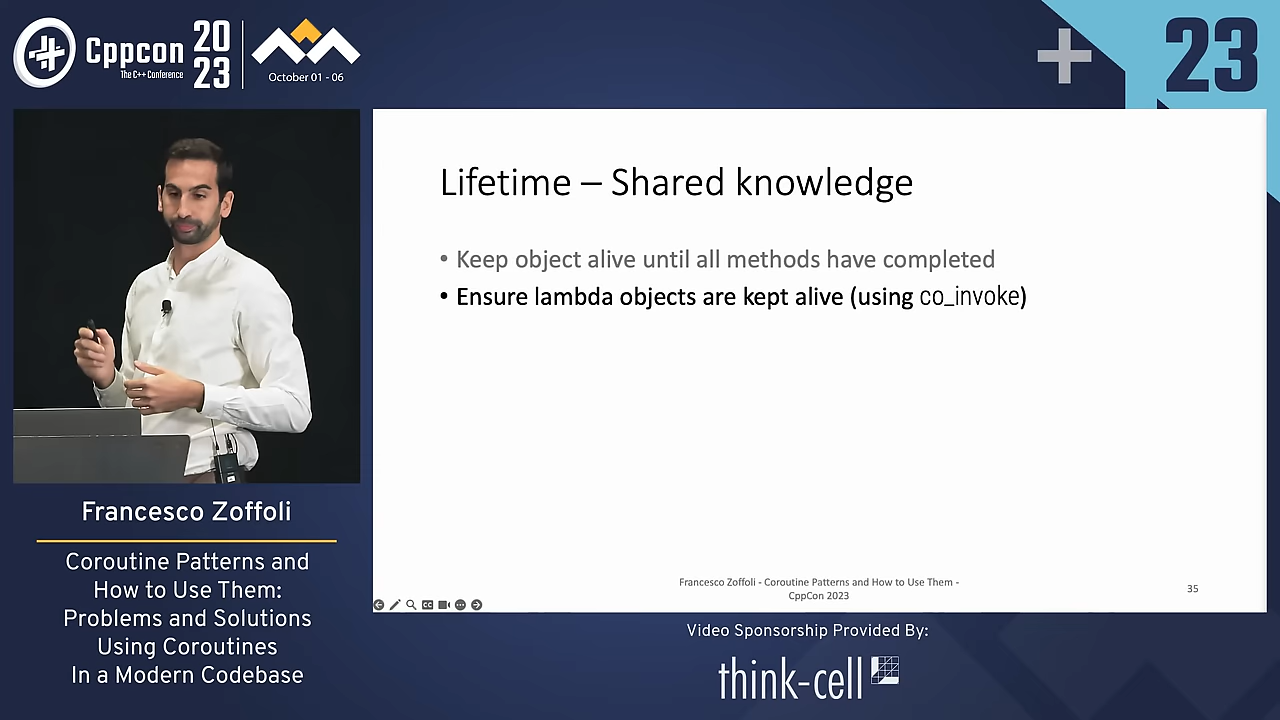 Cppcon
The C++ Conference
20
23
October 01 - 06
23
Lifetime – Shared knowledge
• Keep object alive until all methods have completed
• Ensure lambda objects are kept alive (using co_invoke)
Francesco Zoffoli - Coroutine Patterns and How to Use Them -
CppCon 2023
35
Francesco Zoffoli
Coroutine Patterns and
How to Use Them:
Problems and Solutions
Using Coroutines
In a Modern Codebase
Video Sponsorship Provided By:
think-cell